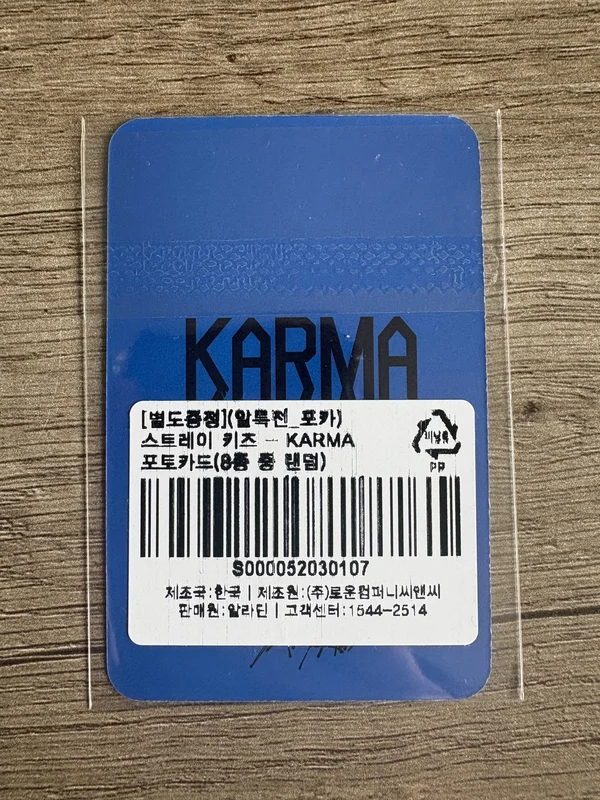 KARMA
[별도증정](알특전_포카)
스트레이 키즈 - KARMA
포토카드(8종 중 랜덤)
비닐류
PP
S000052030107
제조국:한국 | 제조원:(주)로운컴퍼니씨앤씨
판매원:알라딘 | 고객센터:1544-2514